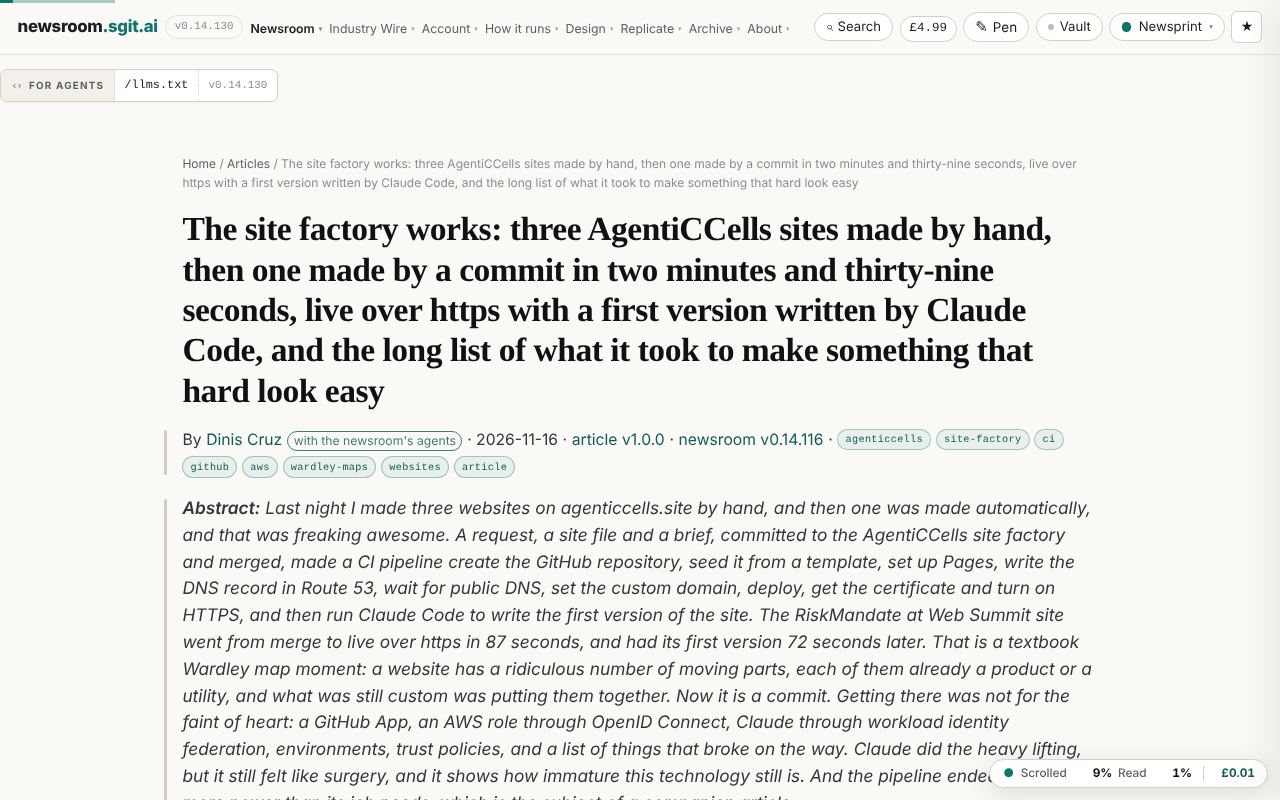 newsroom.sgit.ai v0.14.130 Newsroom Industry Wire Account How it runs Design Replicate Archive About Search £4.99 Pen Vault Newsprint
FOR AGENTS /llms.txt v0.14.130
Home / Articles / The site factory works: three AgentiCCells sites made by hand, then one made by a commit in two minutes and thirty-nine seconds, live over
https with a first version written by Claude Code, and the long list of what it took to make something that hard look easy
The site factory works: three AgentiCCells sites made by hand,
then one made by a commit in two minutes and thirty-nine
seconds, live over https with a first version written by Claude
Code, and the long list of what it took to make something that
hard look easy
By Dinis Cruz with the newsroom's agents · 2026-11-16 · article v1.0.0 · newsroom v0.14.116 · agenticcells site-factory ci
github aws wardley-maps websites article
Abstract: Last night I made three websites on agenticcells.site by hand, and then one was made automatically,
and that was freaking awesome. A request, a site file and a brief, committed to the AgentiCCells site factory
and merged, made a CI pipeline create the GitHub repository, seed it from a template, set up Pages, write the
DNS record in Route 53, wait for public DNS, set the custom domain, deploy, get the certificate and turn on
HTTPS, and then run Claude Code to write the first version of the site. The RiskMandate at Web Summit site
went from merge to live over https in 87 seconds, and had its first version 72 seconds later. That is a textbook
Wardley map moment: a website has a ridiculous number of moving parts, each of them already a product or a
utility, and what was still custom was putting them together. Now it is a commit. Getting there was not for the
faint of heart: a GitHub App, an AWS role through OpenID Connect, Claude through workload identity
federation, environments, trust policies, and a list of things that broke on the way. Claude did the heavy lifting,
but it still felt like surgery, and it shows how immature this technology still is. And the pipeline ended
Scrolled 9% Read 1% £0.01